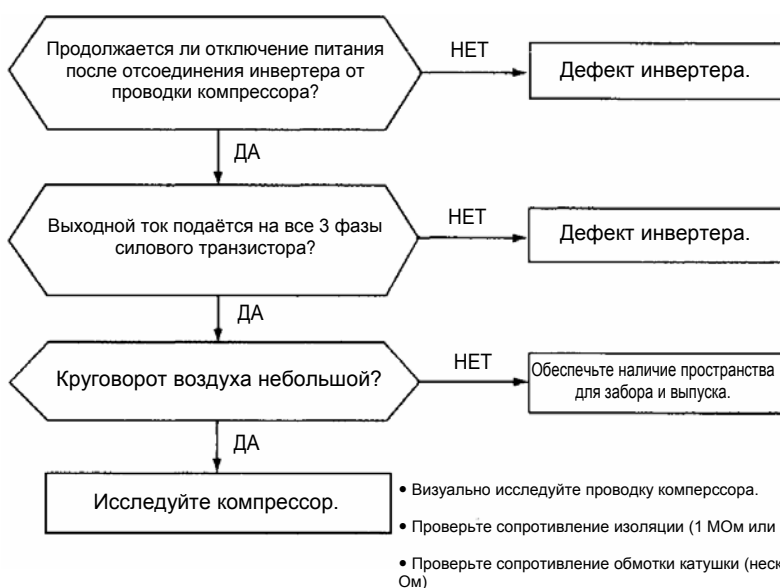 Продолжается ли отключение питания
после отсоединения инвертера от
проводки компрессора?
НЕТ
Дефект инвертера.
ДА
Выходной ток подаётся на все 3 фазы
силового транзистора?
НЕТ
Дефект инвертера.
ДА
Круговорот воздуха небольшой?
НЕТ
Обеспечьте наличие пространства
для забора и выпуска.
ДА
Исследуйте компрессор.
• Визуально исследуйте проводку комперссора.
• Проверьте сопротивление изоляции (1 МОм или
• Проверьте сопротивление обмотки катушки
Ом)